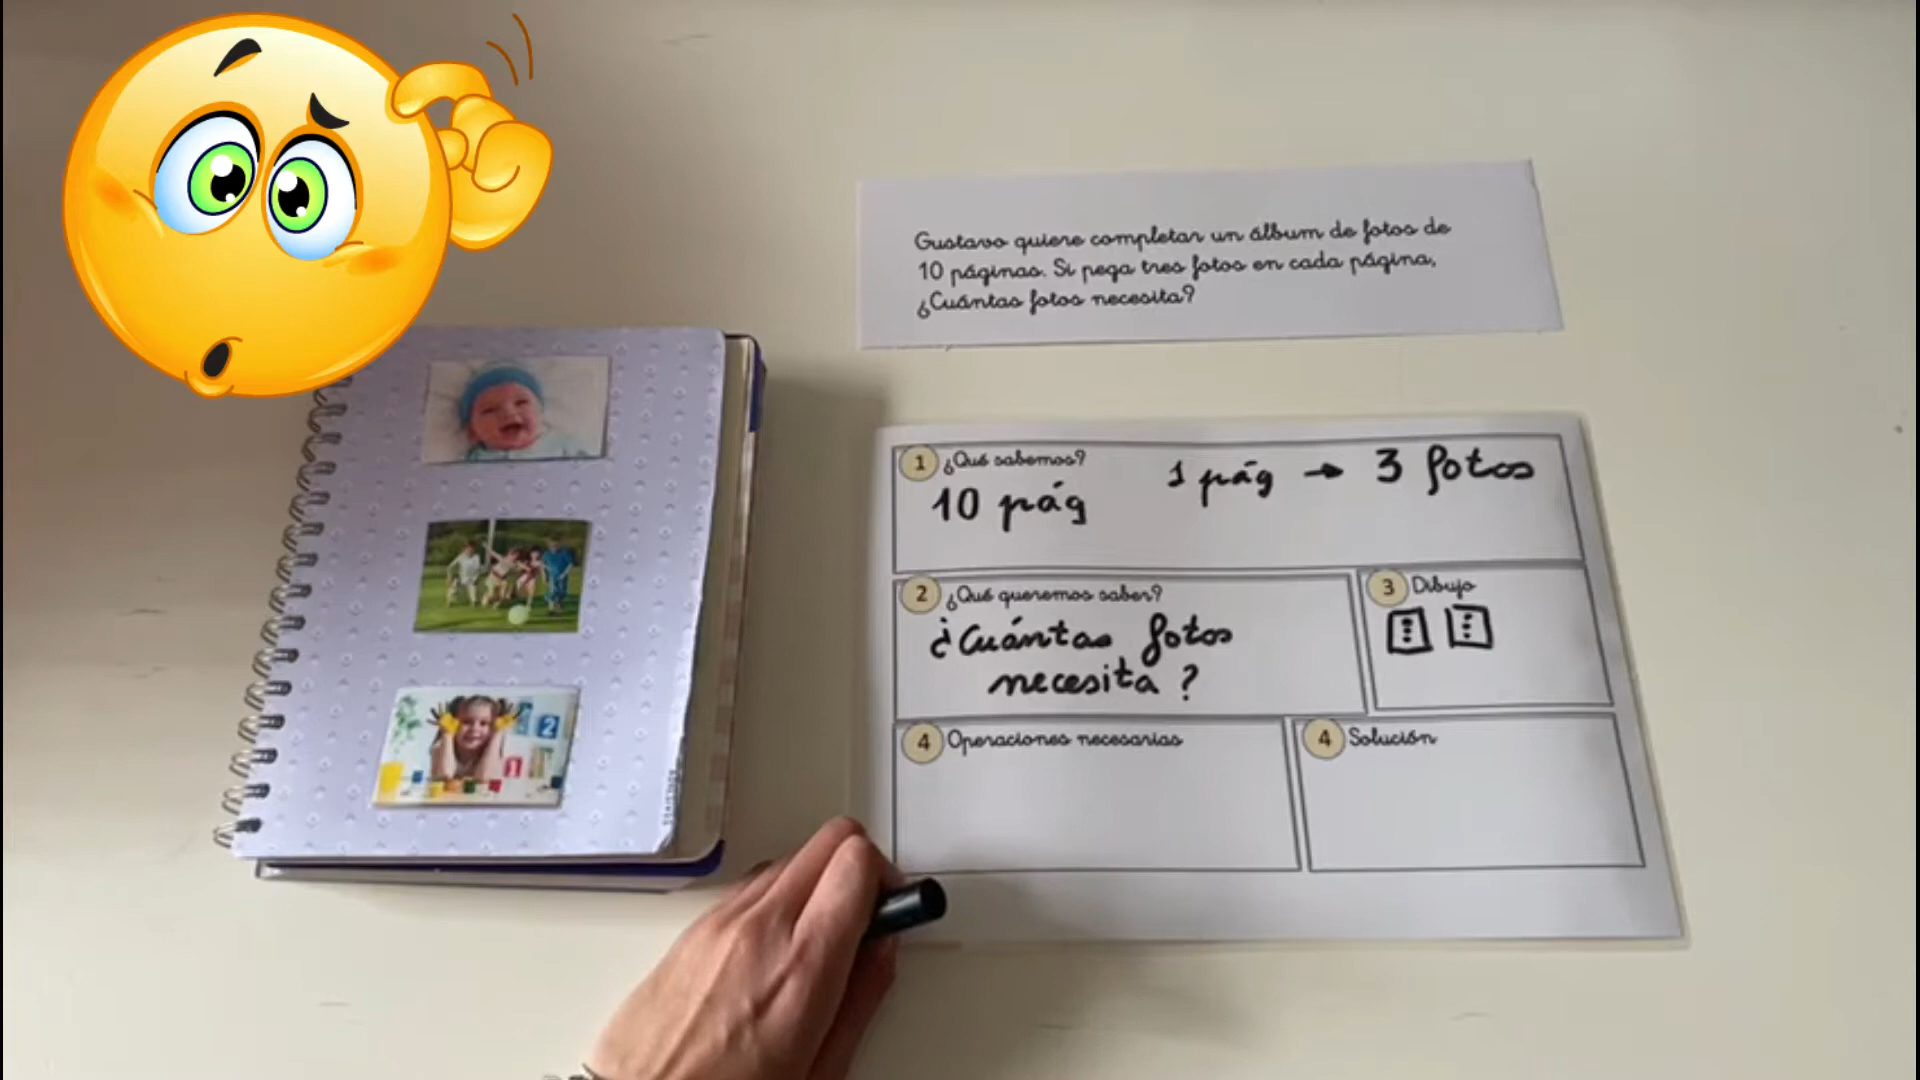 Gustavo quiere completar un álbum de fotos de
10 páginas. Si pega tres fotos en cada página,
¿Cuántas fotos necesita?
1 ¿Qué sabemos?
10 pág
1 pág → 3 fotos
2 ¿Qué queremos saber?
¿Cuántas fotos
necesita?
3 Dibujo
4 Operaciones necesarias
4 Solución
2
1